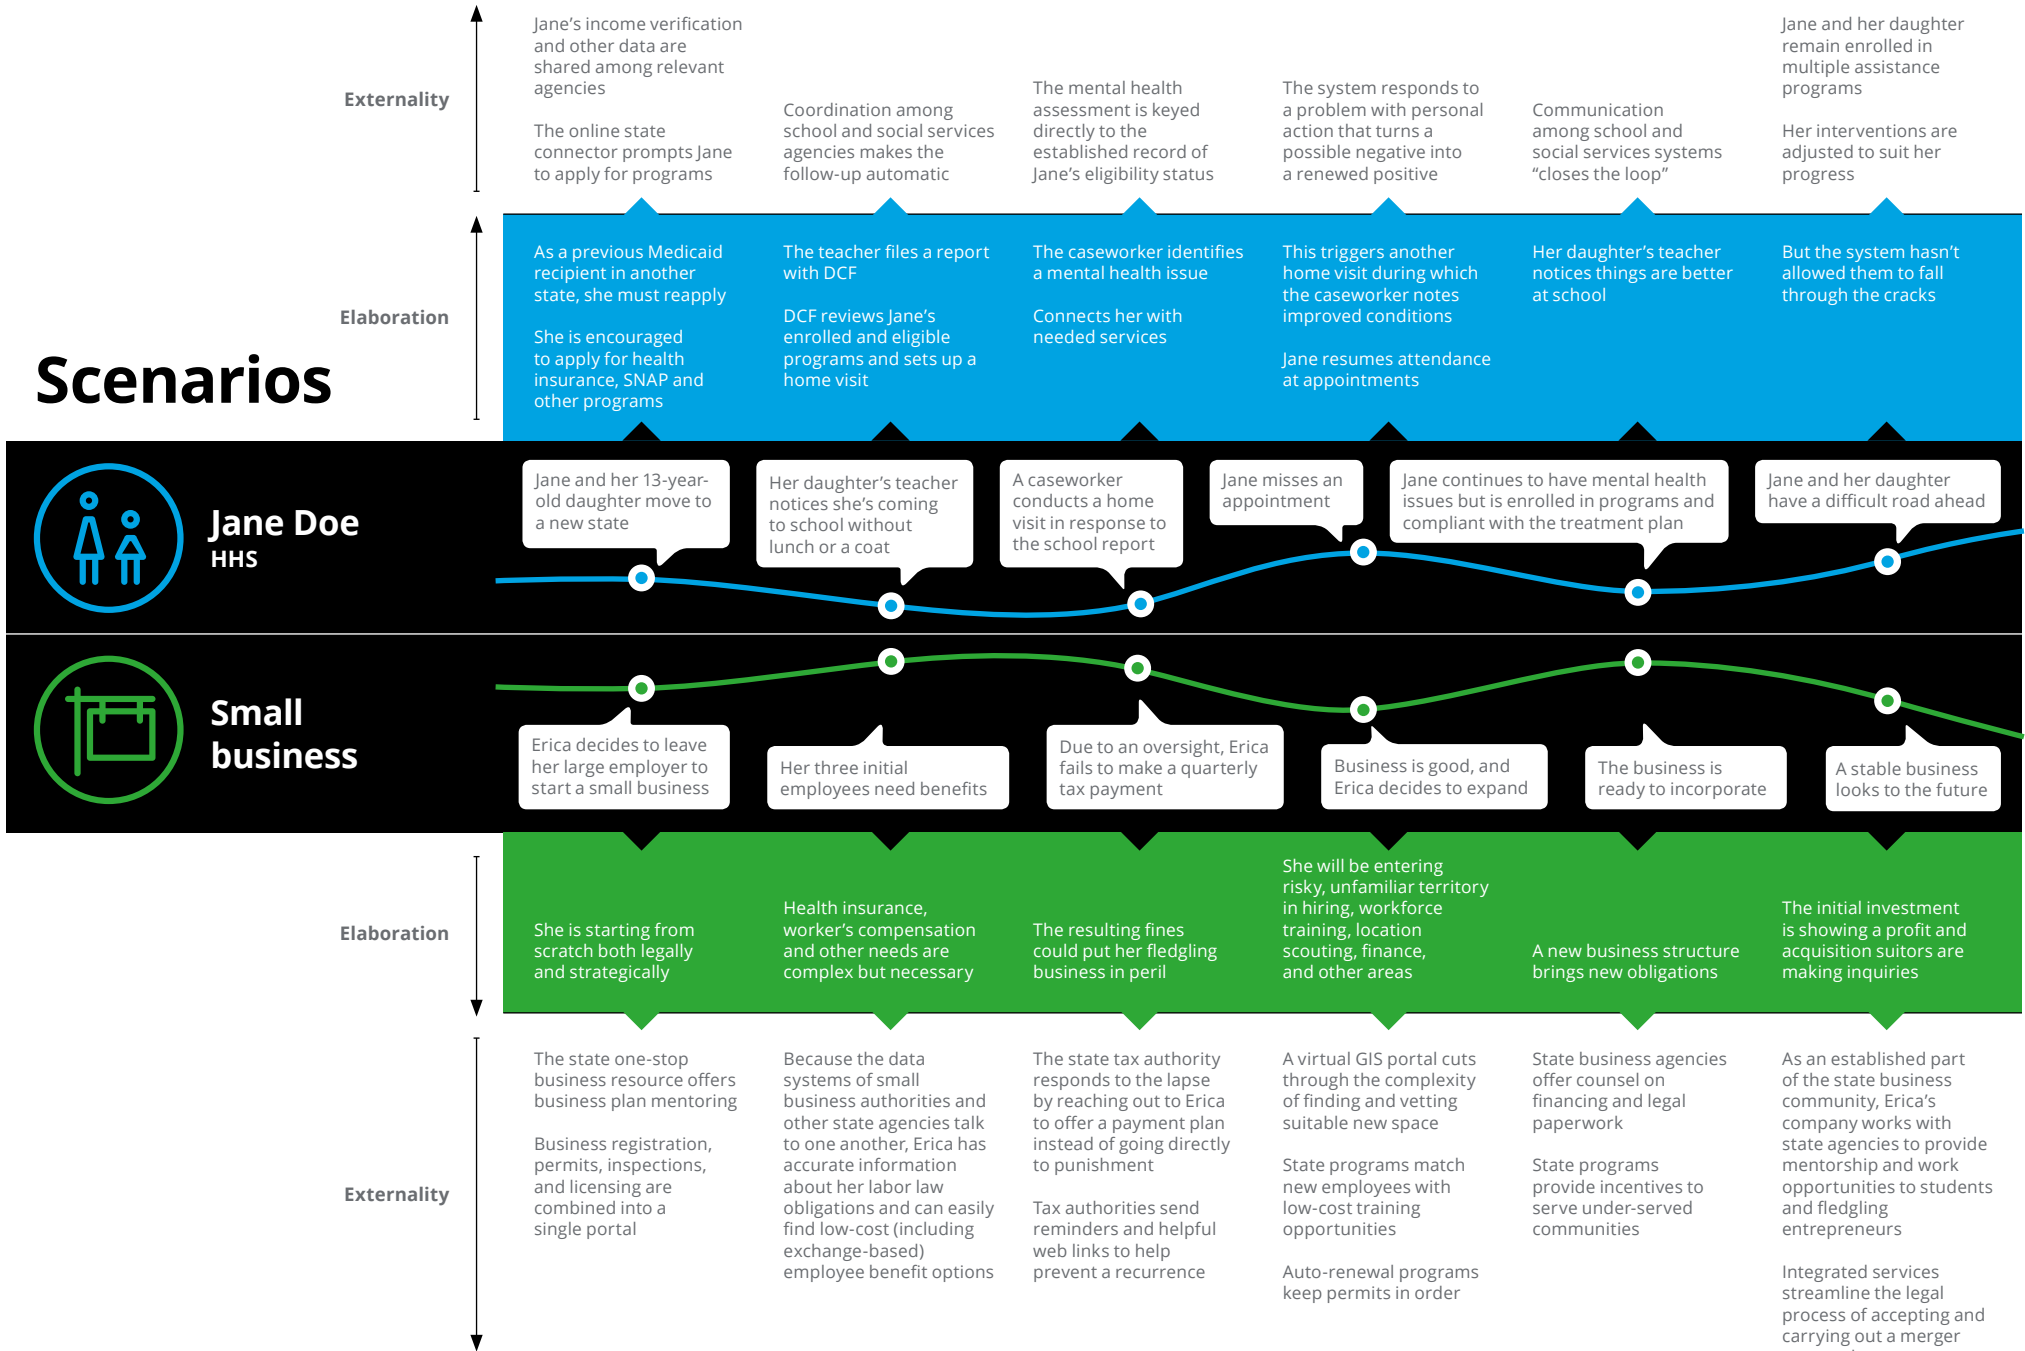 Externality
Jane’s income verification
and other data are
shared among relevant
agencies
The online state
connector prompts Jane
to apply for programs
Coordination among
school and social services
agencies makes the
follow-up automatic
The mental health
assessment is keyed
directly to the
established record of
Jane’s eligibility status
The system responds to
a problem with personal
action that turns a
possible negative into
a renewed positive
Communication
among school and
social services systems
“closes the loop”
Jane and her daughter
remain enrolled in
multiple assistance
programs
Her interventions are
adjusted to suit her
progress
Elaboration
As a previous Medicaid
recipient in another
state, she must reapply
She is encouraged
to apply for health
insurance, SNAP and
other programs
The teacher files a report
with DCF
DCF reviews Jane’s
enrolled and eligible
programs and sets up a
home visit
The caseworker identifies
a mental health issue
Connects her with
needed services
This triggers another
home visit during which
the caseworker notes
improved conditions
Jane resumes attendance
at appointments
Her daughter’s teacher
notices things are better
at school
But the system hasn’t
allowed them to fall
through the cracks
Scenarios
Jane Doe
HHS
Jane and her 13-year-
old daughter move to
a new state
Her daughter’s teacher
notices she’s coming
to school without
lunch or a coat
A caseworker
conducts a home
visit in response to
the school report
Jane misses an
appointment
Jane continues to have mental health
issues but is enrolled in programs and
compliant with the treatment plan
Jane and her daughter
have a difficult road ahead
Small
business
Erica decides to leave
her large employer to
start a small business
Her three initial
employees need benefits
Due to an oversight, Erica
fails to make a quarterly
tax payment
Business is good, and
Erica decides to expand
The business is
ready to incorporate
A stable business
looks to the future
Elaboration
She is starting from
scratch both legally
and strategically
Health insurance,
worker’s compensation
and other needs are
complex but necessary
The resulting fines
could put her fledgling
business in peril
She will be entering
risky, unfamiliar territory
in hiring, workforce
training, location
scouting, finance,
and other areas
A new business structure
brings new obligations
The initial investment
is showing a profit and
acquisition suitors are
making inquiries
Externality
The state one-stop
business resource offers
business plan mentoring
Business registration,
permits, inspections,
and licensing are
combined into a
single portal
Because the data
systems of small
business authorities and
other state agencies talk
to one another, Erica has
accurate information
about her labor law
obligations and can easily
find low-cost (including
exchange-based)
employee benefit options
The state tax authority
responds to the lapse
by reaching out to Erica
to offer a payment plan
instead of going directly
to punishment
Tax authorities send
reminders and helpful
web links to help
prevent a recurrence
A virtual GIS portal cuts
through the complexity
of finding and vetting
suitable new space
State programs match
new employees with
low-cost training
opportunities
Auto-renewal programs
keep permits in order
State business agencies
offer counsel on
financing and legal
paperwork
State programs
provide incentives to
serve under-served
communities
As an established part
of the state business
community, Erica’s
company works with
state agencies to provide
mentorship and work
opportunities to students
and fledgling
entrepreneurs
Integrated services
streamline the legal
process of accepting and
carrying out a merger